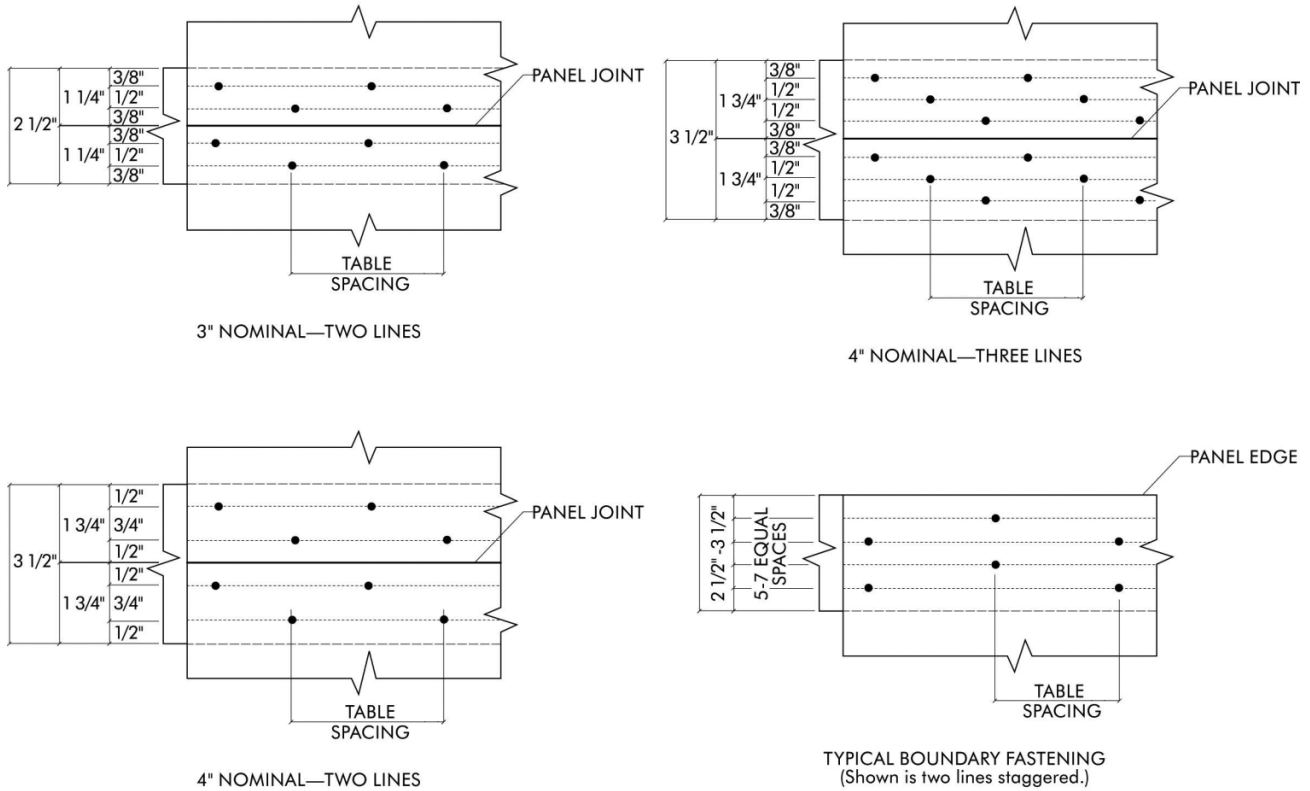 3/8"
1/2"
3/8"
3/8"
1/2"
3/8"
1 1/4"
1 1/4"
2 1/2"
PANEL JOINT
TABLE
SPACING
3" NOMINAL—TWO LINES
3/8"
1/2"
1/2"
3/8"
3/8"
1/2"
1/2"
3/8"
1 3/4"
1 3/4"
3 1/2"
PANEL JOINT
TABLE
SPACING
4" NOMINAL—THREE LINES
1/2"
3/4"
1/2"
1/2"
3/4"
1/2"
1 3/4"
1 3/4"
3 1/2"
PANEL JOINT
TABLE
SPACING
4" NOMINAL—TWO LINES
PANEL EDGE
2 1/2" -3 1/2"
5-7 EQUAL
SPACES
TABLE
SPACING
TYPICAL BOUNDARY FASTENING
(Shown is two lines staggered.)